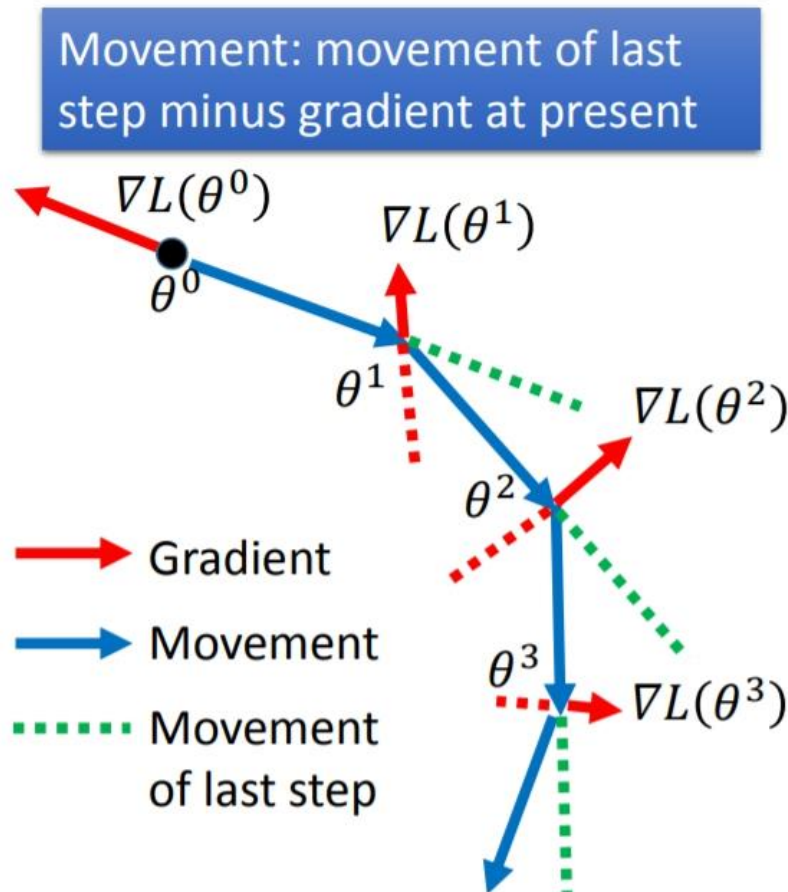 Movement: movement of last
step minus gradient at present
∇L(θ⁰)
θ⁰
∇L(θ¹)
θ¹
∇L(θ²)
θ²
Gradient
Movement
θ³
∇L(θ³)
Movement
of last step